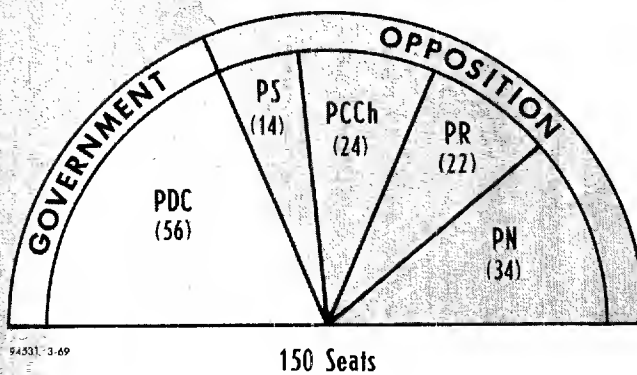 GOVERNMENT
OPPOSITION
PDC
(56)
PS
(14)
PCCh
(24)
PR
(22)
PN
(34)
94531 3-69
150 Seats